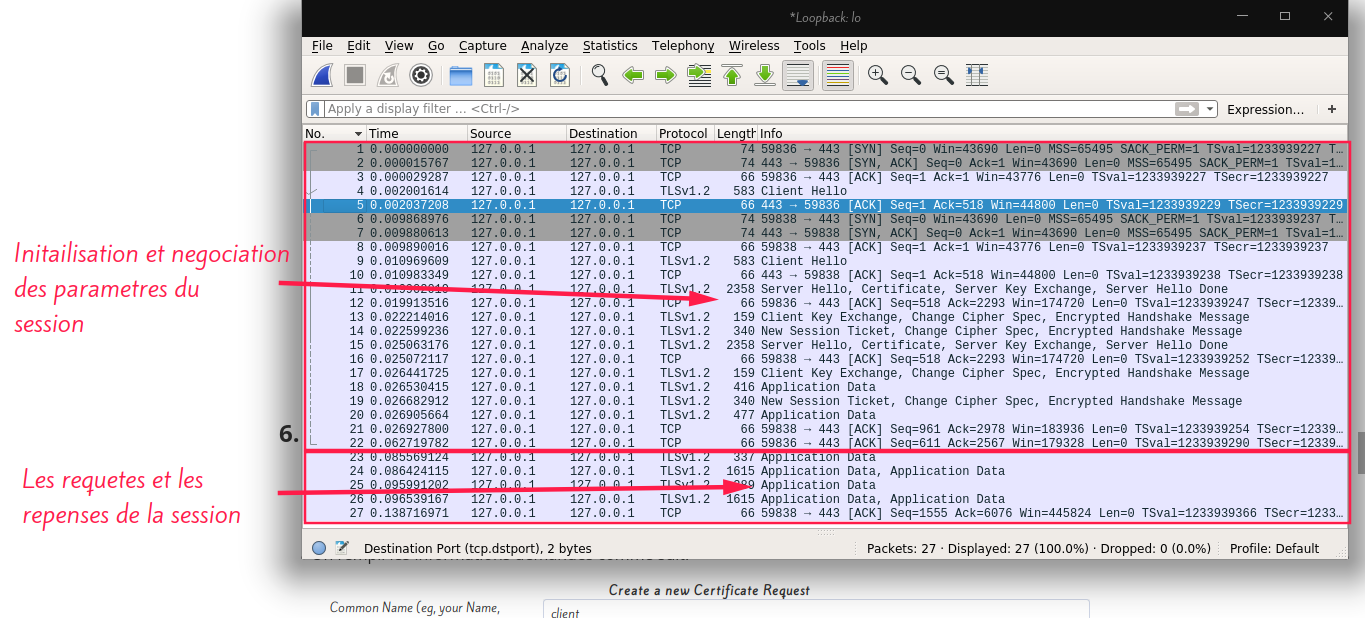 *Loopback: lo
File Edit View Go Capture Analyze Statistics Telephony Wireless Tools Help
Apply a display filter ... <Ctrl-/> Expression... +
No. Time Source Destination Protocol Length Info
1 0.000000000 127.0.0.1 127.0.0.1 TCP 74 59836 → 443 [SYN] Seq=0 Win=43690 Len=0 MSS=65495 SACK_PERM=1 TSval=1233939227 T…
2 0.000015767 127.0.0.1 127.0.0.1 TCP 74 443 → 59836 [SYN, ACK] Seq=0 Ack=1 Win=43690 Len=0 MSS=65495 SACK_PERM=1 TSval=1…
3 0.000029287 127.0.0.1 127.0.0.1 TCP 66 59836 → 443 [ACK] Seq=1 Ack=1 Win=43776 Len=0 TSval=1233939227 TSecr=1233939227
4 0.002001614 127.0.0.1 127.0.0.1 TLSv1.2 583 Client Hello
5 0.002037208 127.0.0.1 127.0.0.1 TCP 66 443 → 59836 [ACK] Seq=1 Ack=518 Win=44800 Len=0 TSval=1233939229 TSecr=1233939229
6 0.009868976 127.0.0.1 127.0.0.1 TCP 74 59838 → 443 [SYN] Seq=0 Win=43690 Len=0 MSS=65495 SACK_PERM=1 TSval=1233939237 T…
7 0.009880613 127.0.0.1 127.0.0.1 TCP 74 443 → 59838 [SYN, ACK] Seq=0 Ack=1 Win=43690 Len=0 MSS=65495 SACK_PERM=1 TSval=1…
8 0.009890016 127.0.0.1 127.0.0.1 TCP 66 59838 → 443 [ACK] Seq=1 Ack=1 Win=43776 Len=0 TSval=1233939237 TSecr=1233939237
9 0.010969609 127.0.0.1 127.0.0.1 TLSv1.2 583 Client Hello
10 0.010983349 127.0.0.1 127.0.0.1 TCP 66 443 → 59838 [ACK] Seq=1 Ack=518 Win=44800 Len=0 TSval=1233939238 TSecr=1233939238
11 127.0.0.1 127.0.0.1 TLSv1.2 2358 Server Hello, Certificate, Server Key Exchange, Server Hello Done
12 0.019913516 127.0.0.1 127.0.0.1 TCP 66 59836 → 443 [ACK] Seq=518 Ack=2293 Win=174720 Len=0 TSval=1233939247 TSecr=12339…
13 0.022214016 127.0.0.1 127.0.0.1 TLSv1.2 159 Client Key Exchange, Change Cipher Spec, Encrypted Handshake Message
14 0.022599236 127.0.0.1 127.0.0.1 TLSv1.2 340 New Session Ticket, Change Cipher Spec, Encrypted Handshake Message
15 0.025063176 127.0.0.1 127.0.0.1 TLSv1.2 2358 Server Hello, Certificate, Server Key Exchange, Server Hello Done
16 0.025072117 127.0.0.1 127.0.0.1 TCP 66 59838 → 443 [ACK] Seq=518 Ack=2293 Win=174720 Len=0 TSval=1233939252 TSecr=12339…
17 0.026441725 127.0.0.1 127.0.0.1 TLSv1.2 159 Client Key Exchange, Change Cipher Spec, Encrypted Handshake Message
18 0.026530415 127.0.0.1 127.0.0.1 TLSv1.2 416 Application Data
19 0.026682912 127.0.0.1 127.0.0.1 TLSv1.2 340 New Session Ticket, Change Cipher Spec, Encrypted Handshake Message
20 0.026905664 127.0.0.1 127.0.0.1 TLSv1.2 477 Application Data
21 0.026927800 127.0.0.1 127.0.0.1 TCP 66 59838 → 443 [ACK] Seq=961 Ack=2978 Win=183936 Len=0 TSval=1233939254 TSecr=12339…
22 0.062719782 127.0.0.1 127.0.0.1 TCP 66 59836 → 443 [ACK] Seq=611 Ack=2567 Win=179328 Len=0 TSval=1233939290 TSecr=12339…
23 0.085569124 127.0.0.1 127.0.0.1 TLSv1.2 337 Application Data
24 0.086424115 127.0.0.1 127.0.0.1 TLSv1.2 1615 Application Data, Application Data
25 0.095991202 127.0.0.1 127.0.0.1 TLSv1.2 Application Data
26 0.096539167 127.0.0.1 127.0.0.1 TLSv1.2 1615 Application Data, Application Data
27 0.138716971 127.0.0.1 127.0.0.1 TCP 66 59838 → 443 [ACK] Seq=1555 Ack=6076 Win=445824 Len=0 TSval=1233939366 TSecr=1233…
Destination Port (tcp.dstport), 2 bytes Packets: 27 · Displayed: 27 (100.0%) · Dropped: 0 (0.0%) Profile: Default
Initailisation et negociation
des parametres du
session
6.
Les requetes et les
repenses de la session
Create a new Certificate Request
Common Name (eg, your Name,
client